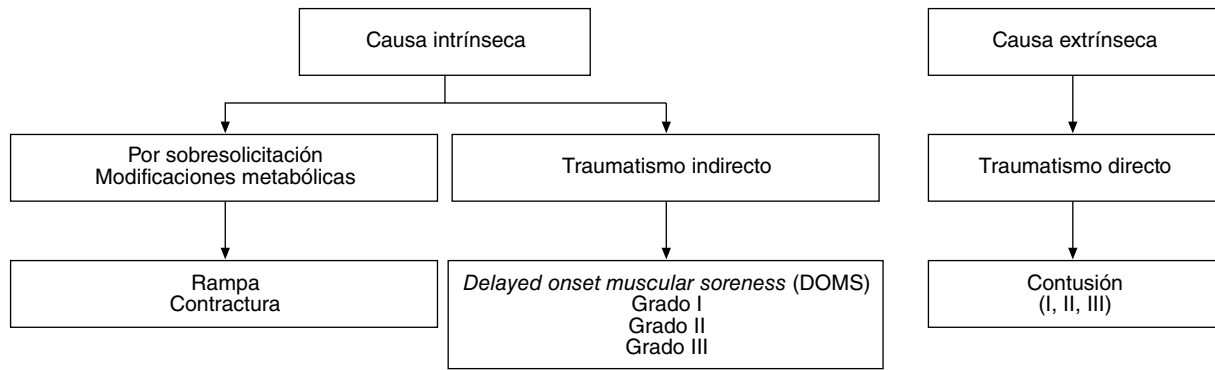 Causa intrínseca
Causa extrínseca
Por sobresolicitación
Modificaciones metabólicas
Traumatismo indirecto
Traumatismo directo
Rampa
Contractura
Delayed onset muscular soreness (DOMS)
Grado I
Grado II
Grado III
Contusión
(I, II, III)